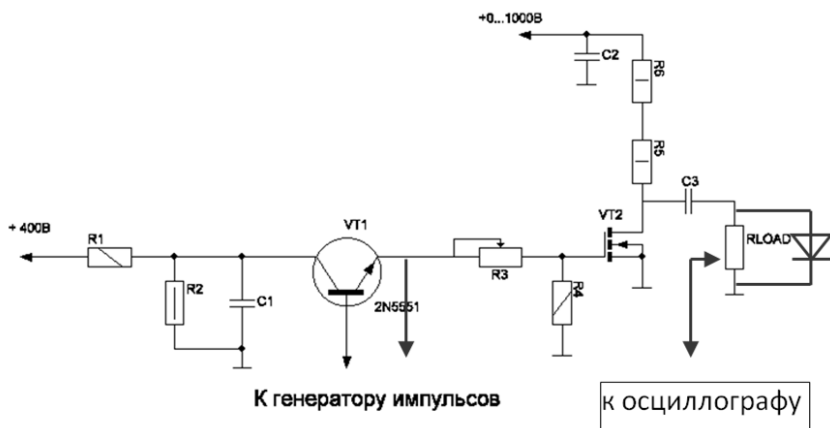 +0...1000В
C2
R6
R5
C3
VT1
VT2
+ 400В
R1
RLOAD
R3
R2
C1
2N5551
R4
К генератору импульсов
к осциллографу